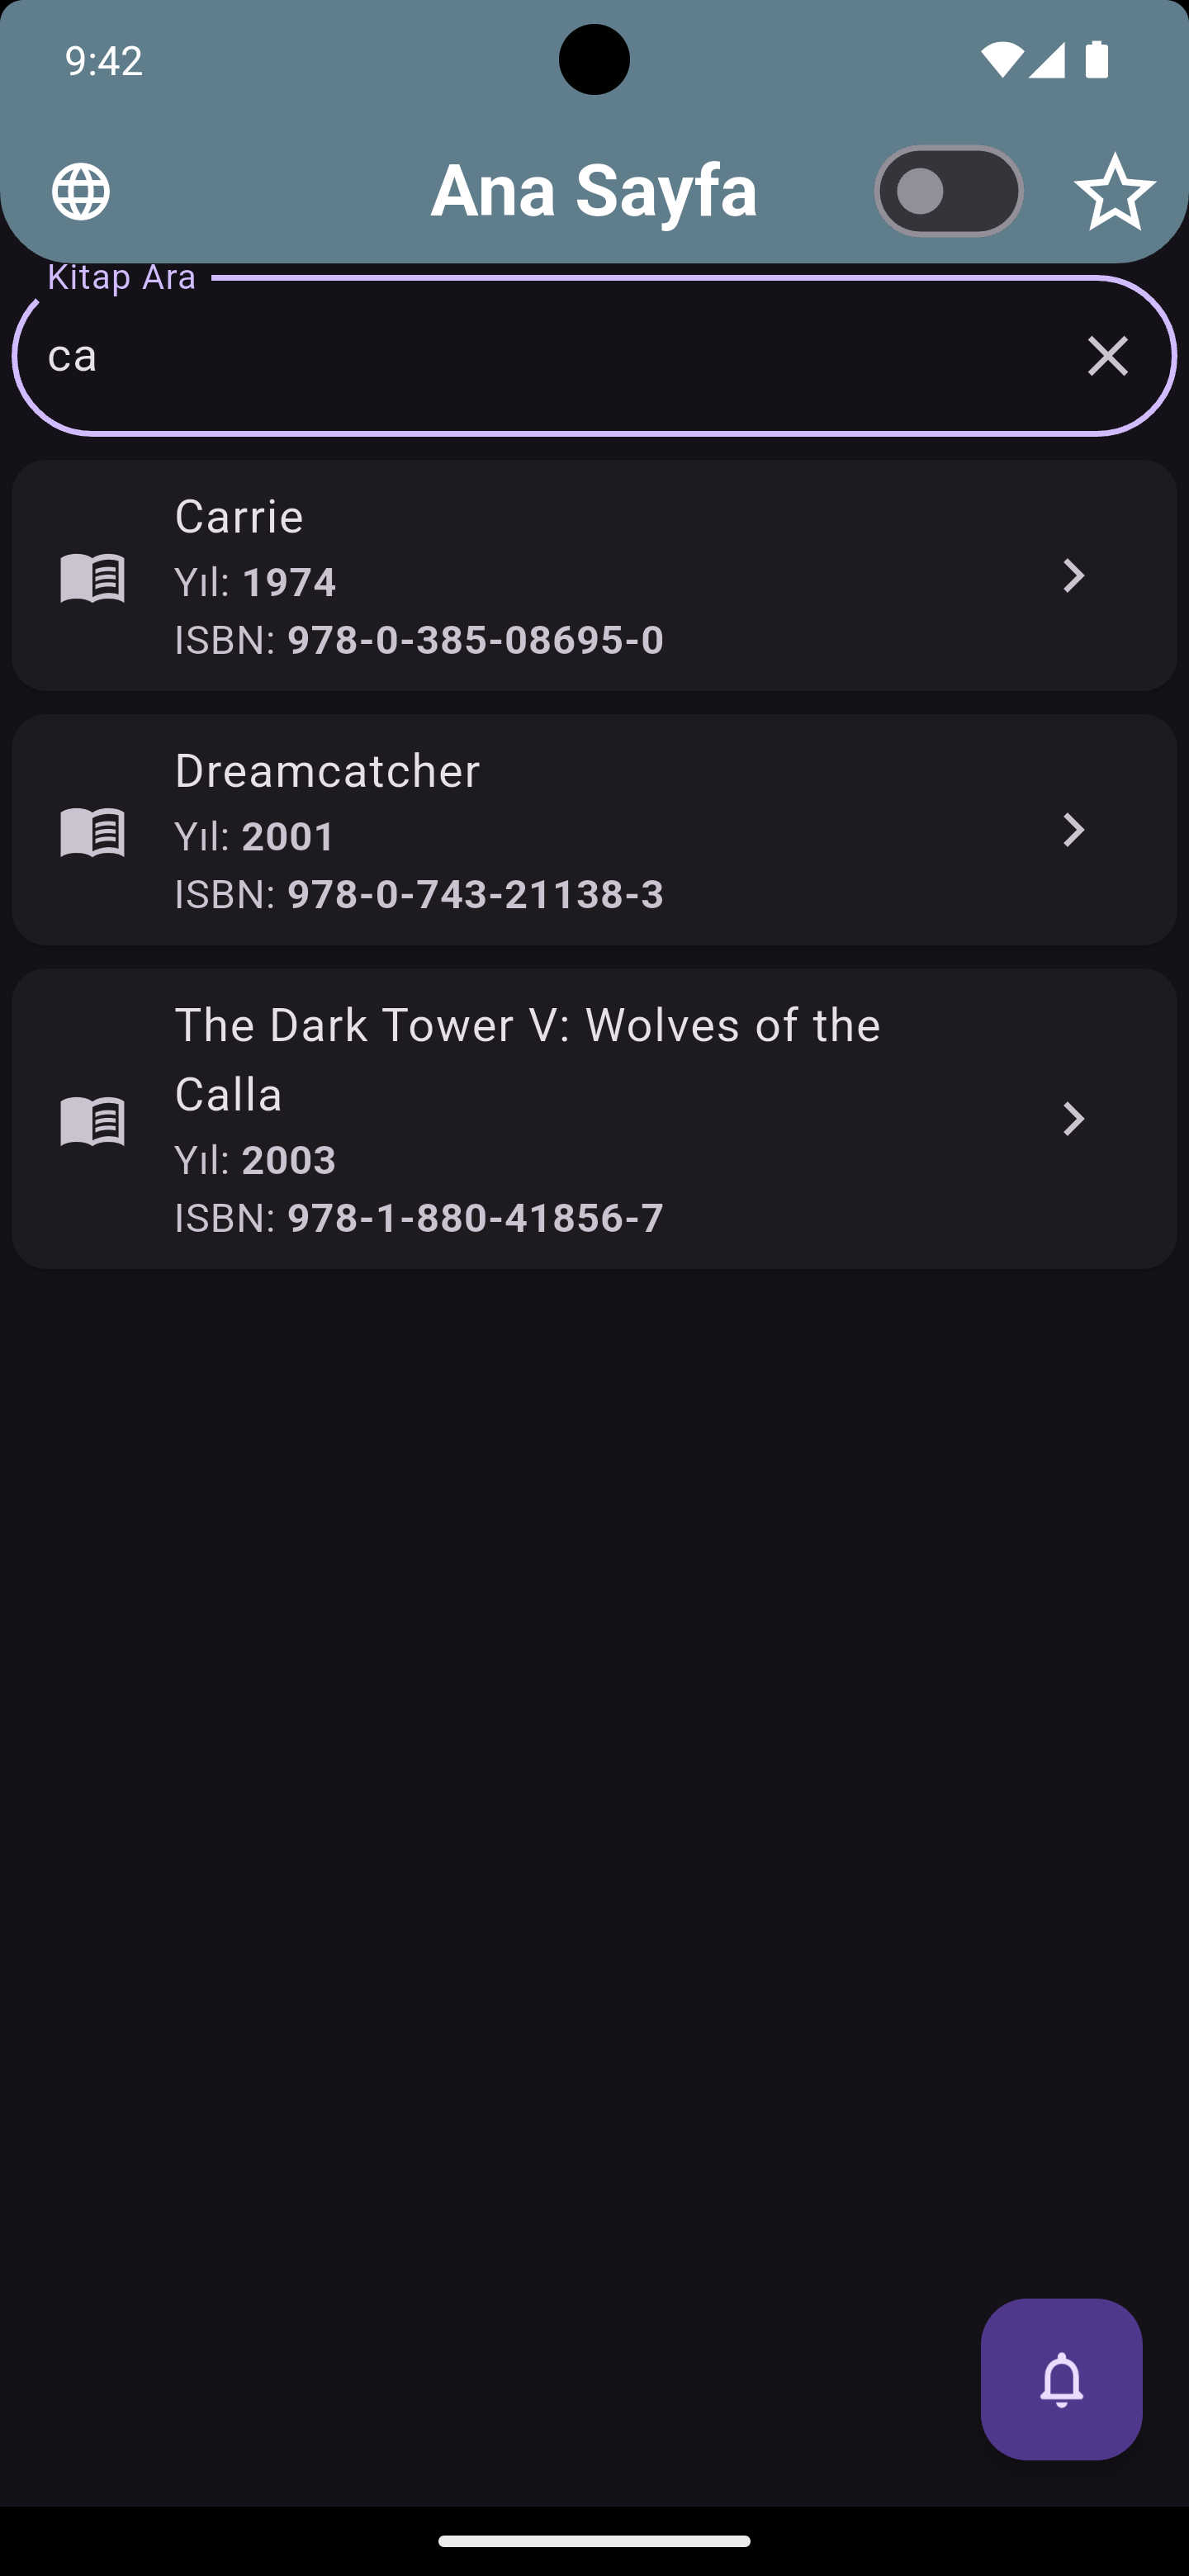 9:42
Ana Sayfa
Kitap Ara
ca
Carrie
Yıl: 1974
ISBN: 978-0-385-08695-0
Dreamcatcher
Yıl: 2001
ISBN: 978-0-743-21138-3
The Dark Tower V: Wolves of the
Calla
Yıl: 2003
ISBN: 978-1-880-41856-7